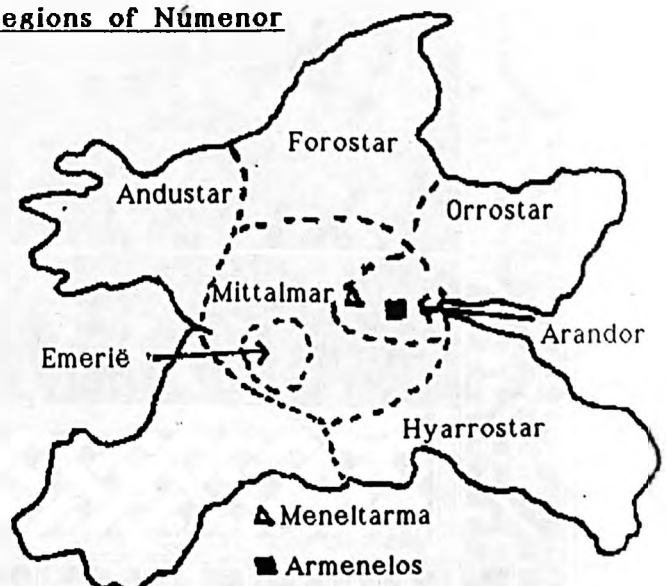 egions of Númenor
Forostar
Andustar
Orrostar
Mittalmar
Arandor
Emerië
Hyarrostar
Meneltarma
Armenelos